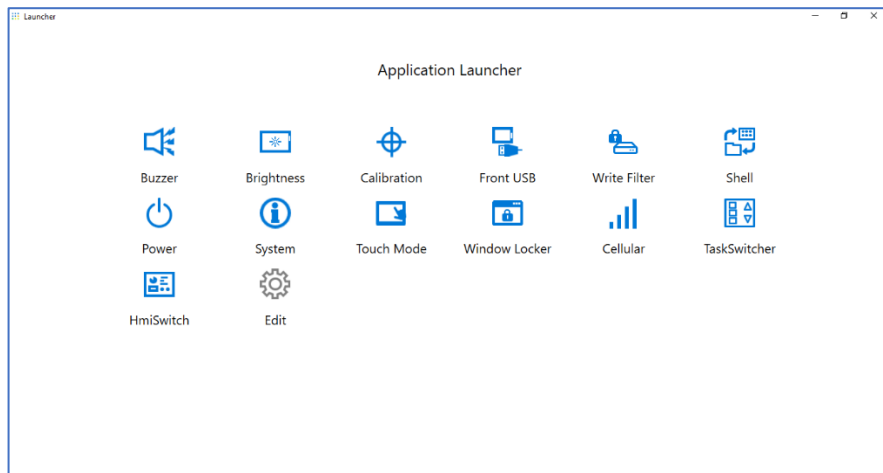 Launcher
Application Launcher
Buzzer Brightness Calibration Front USB Write Filter Shell
Power System Touch Mode Window Locker Cellular TaskSwitcher
HmiSwitch Edit